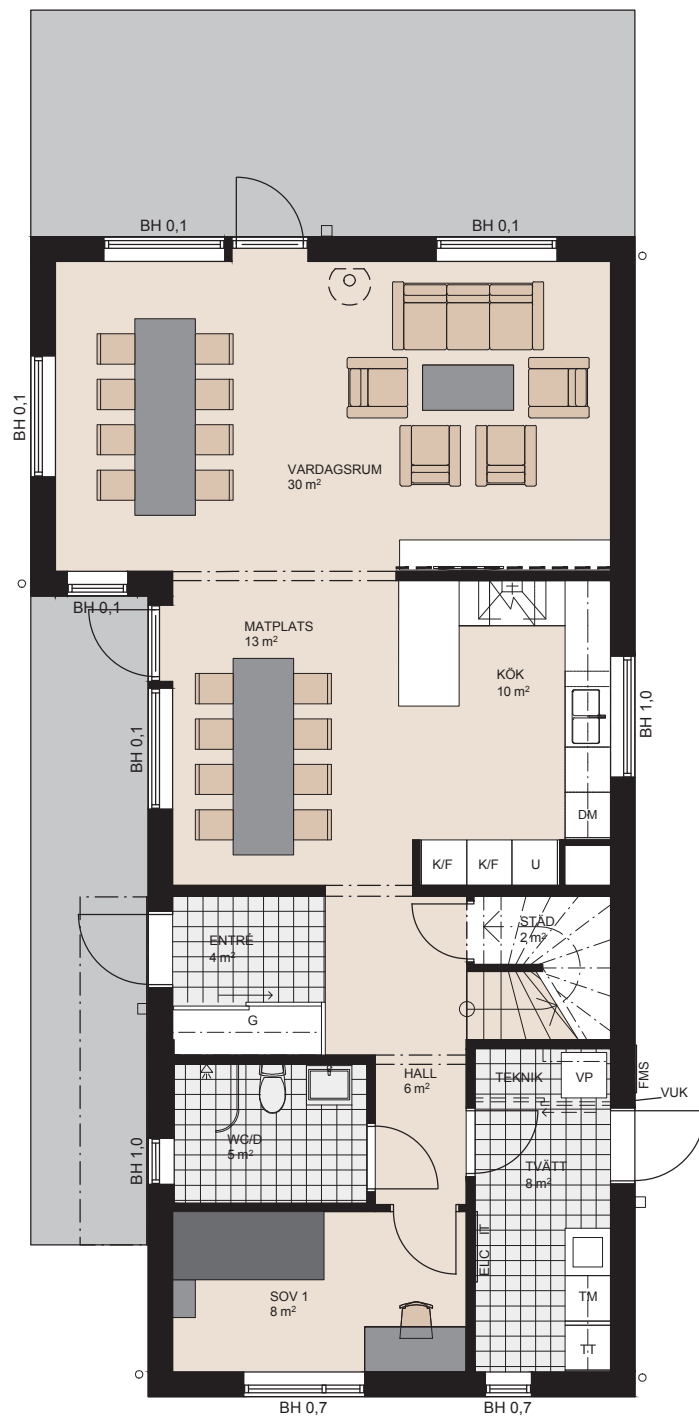 BH 0,1
BH 0,1
BH 0,1
VARDAGSRUM
30 m²
BH 0,1
MATPLATS
13 m²
KÖK
10 m²
BH 1,0
BH 0,1
DM
K/F
K/F
U
ENTRÉ
4 m²
STÄD
2 m²
G
HALL
6 m²
TEKNIK
VP
FMS
VUK
WC/D
5 m²
BH 1,0
TVÄTT
8 m²
ELC IT
SOV 1
8 m²
TM
TT
BH 0,7
BH 0,7